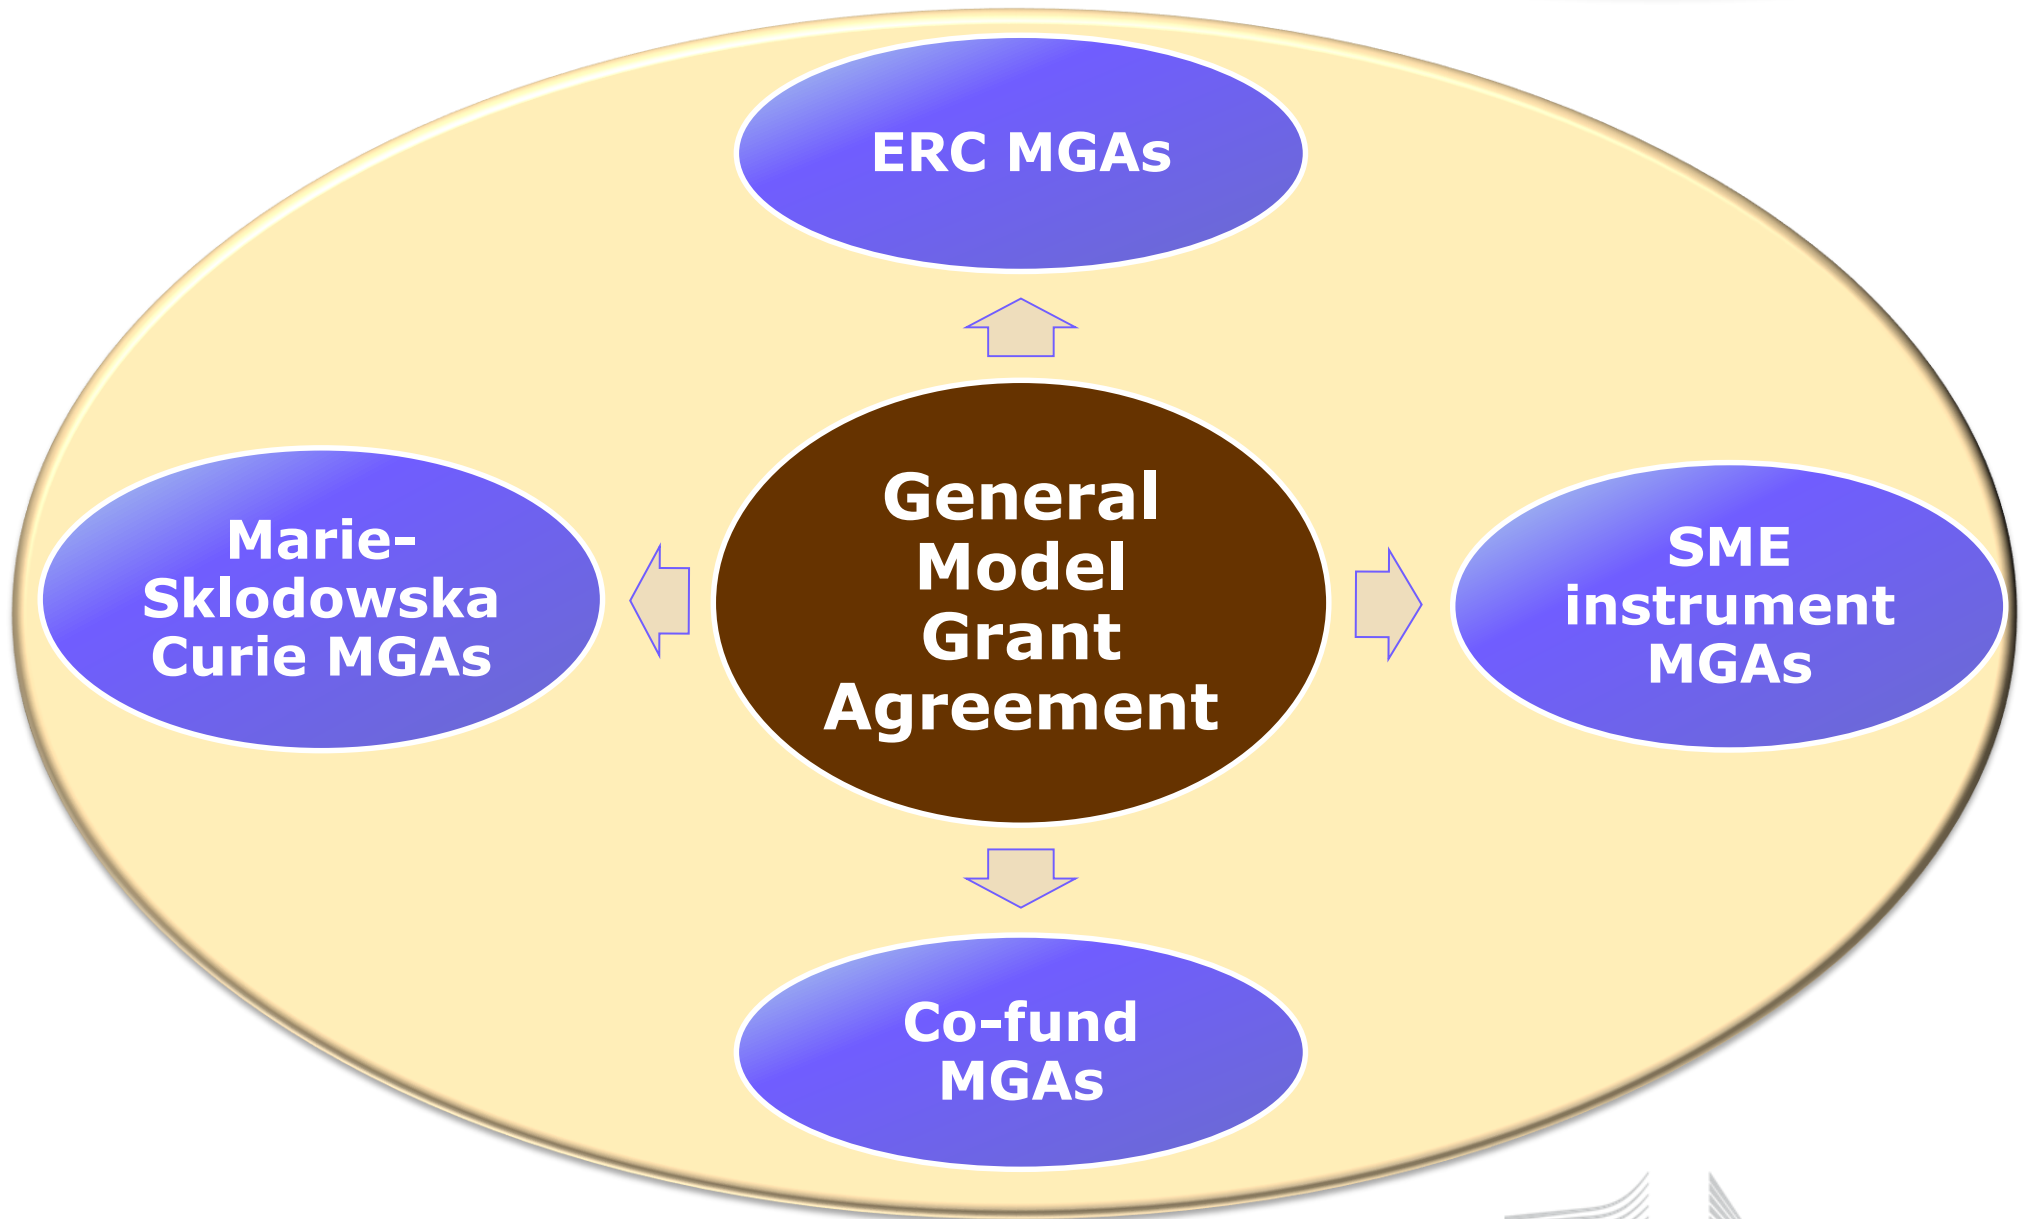 ERC MGAs
Marie-
Sklodowska
Curie MGAs
General
Model
Grant
Agreement
SME
instrument
MGAs
Co-fund
MGAs